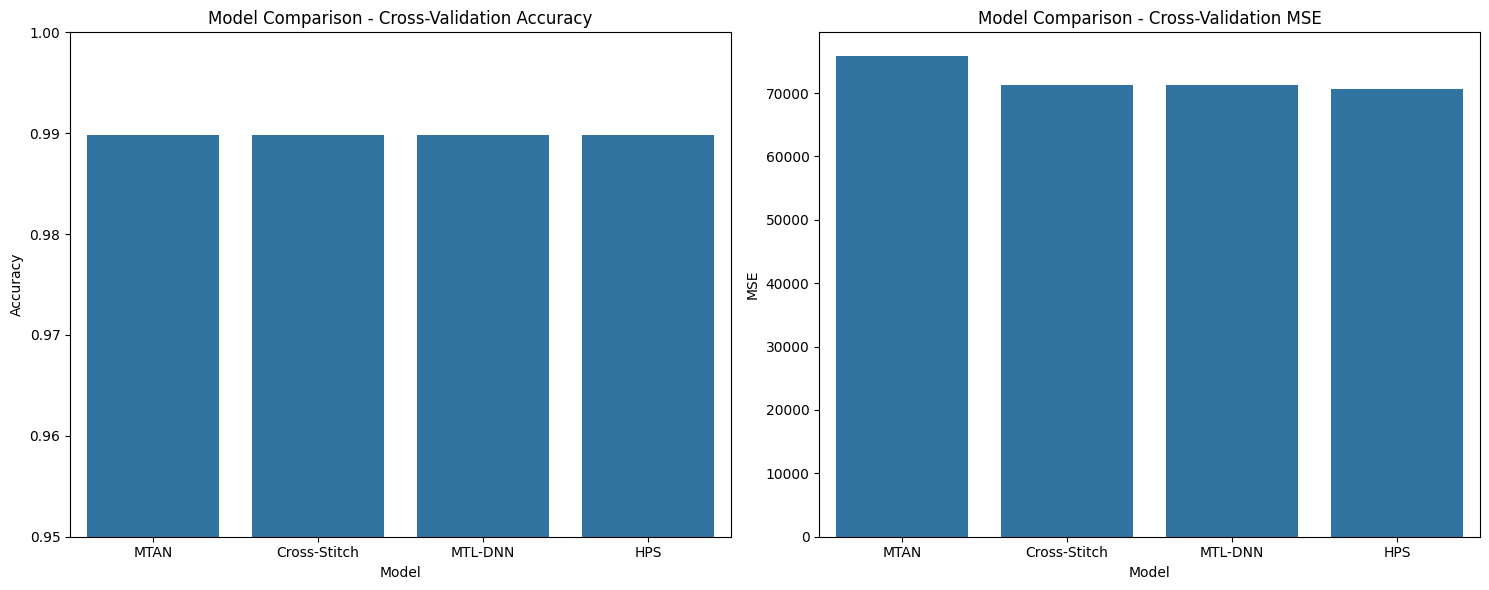 Model Comparison - Cross-Validation Accuracy
1.00
0.99
0.98
0.97
0.96
0.95
Accuracy
MTAN
Cross-Stitch
MTL-DNN
HPS
Model
Model Comparison - Cross-Validation MSE
70000
60000
50000
40000
30000
20000
10000
0
MSE
MTAN
Cross-Stitch
MTL-DNN
HPS
Model